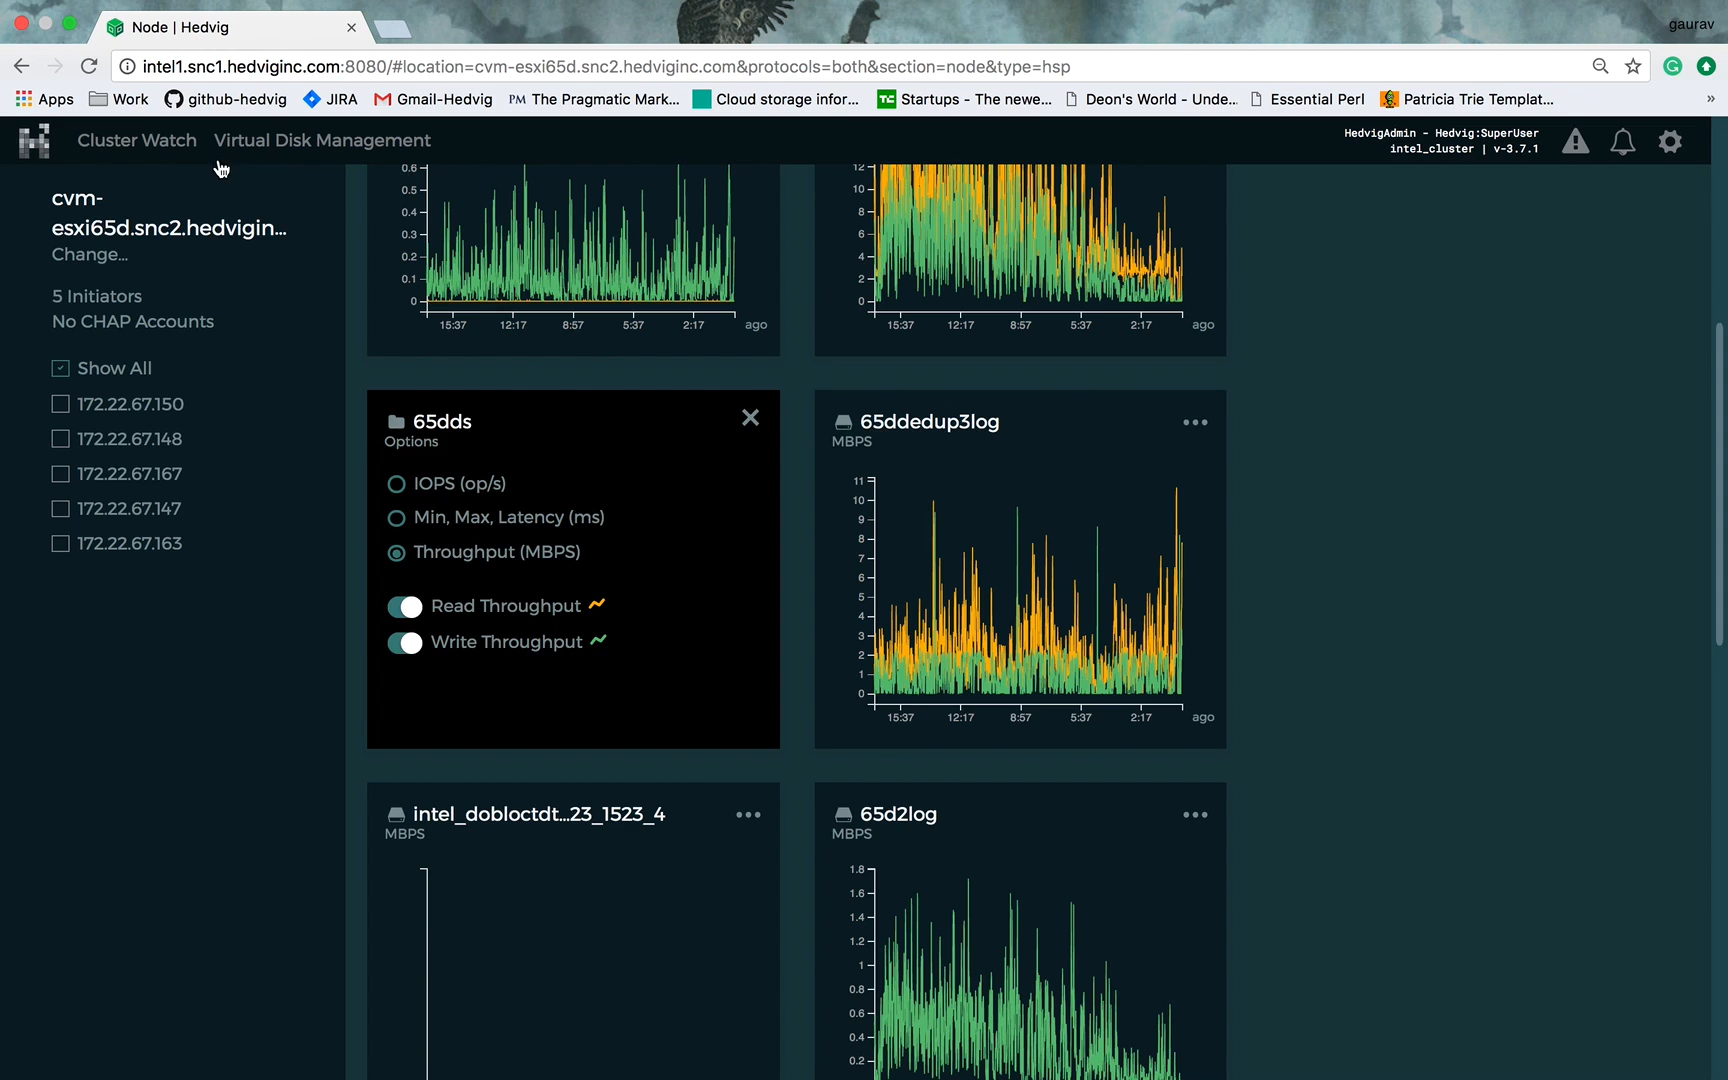 Node | Hedvig
gaurav
intel1.snc1.hedviginc.com:8080/#location=cvm-esxi65d.snc2.hedviginc.com&protocols=both&section=node&type=hsp
Apps Work github-hedvig JIRA Gmail-Hedvig PM The Pragmatic Mark... Cloud storage infor... TC Startups - The newe... Deon's World - Unde... Essential Perl Patricia Trie Templat... »
Cluster Watch Virtual Disk Management
HedvigAdmin - Hedvig:SuperUser
intel_cluster | v-3.7.1
cvm-
esxi65d.snc2.hedvigin...
Change...
5 Initiators
No CHAP Accounts
Show All
172.22.67.150
172.22.67.148
172.22.67.167
172.22.67.147
172.22.67.163
0.6
0.5
0.4
0.3
0.2
0.1
0
15:37 12:17 8:57 5:37 2:17 ago
12
10
8
6
4
2
0
15:37 12:17 8:57 5:37 2:17 ago
65dds
Options
IOPS (op/s)
Min, Max, Latency (ms)
Throughput (MBPS)
Read Throughput
Write Throughput
65ddedup3log
MBPS
11
10
9
8
7
6
5
4
3
2
1
0
15:37 12:17 8:57 5:37 2:17 ago
intel_dobloctdt...23_1523_4
MBPS
65d2log
MBPS
1.8
1.6
1.4
1.2
1
0.8
0.6
0.4
0.2